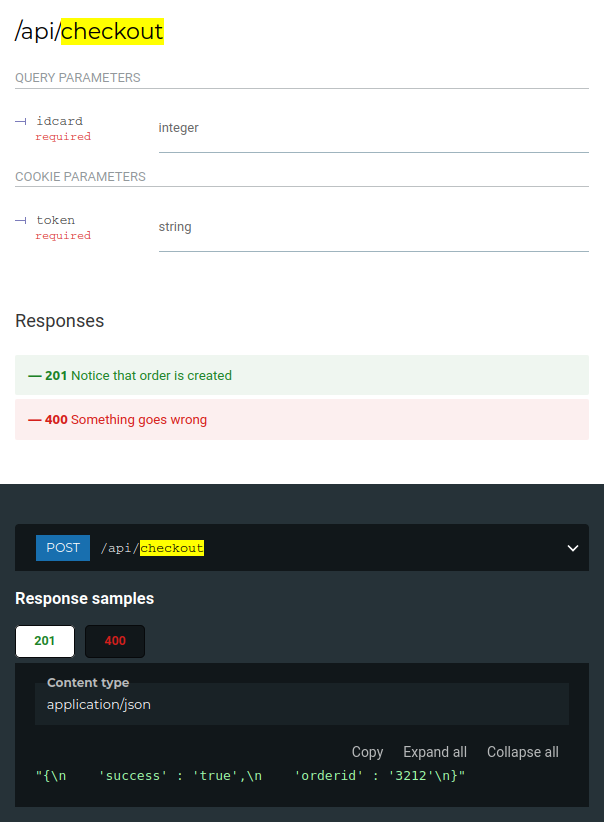 /api/checkout
QUERY PARAMETERS
idcard
required
integer
COOKIE PARAMETERS
token
required
string
Responses
— 201 Notice that order is created
— 400 Something goes wrong
POST /api/checkout
Response samples
201 400
Content type
application/json
Copy Expand all Collapse all
"{\n    'success' : 'true',\n    'orderid' : '3212'\n}"